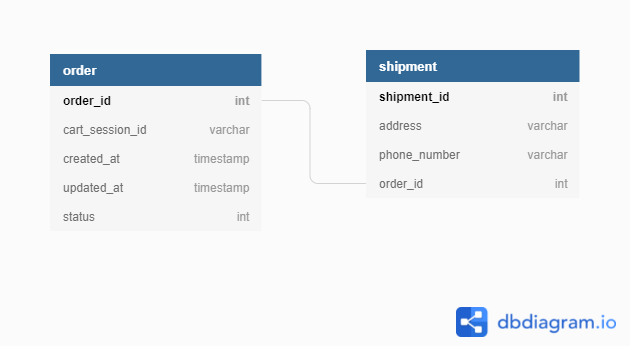 order
order_id int
cart_session_id varchar
created_at timestamp
updated_at timestamp
status int
shipment
shipment_id int
address varchar
phone_number varchar
order_id int
dbdiagram.io